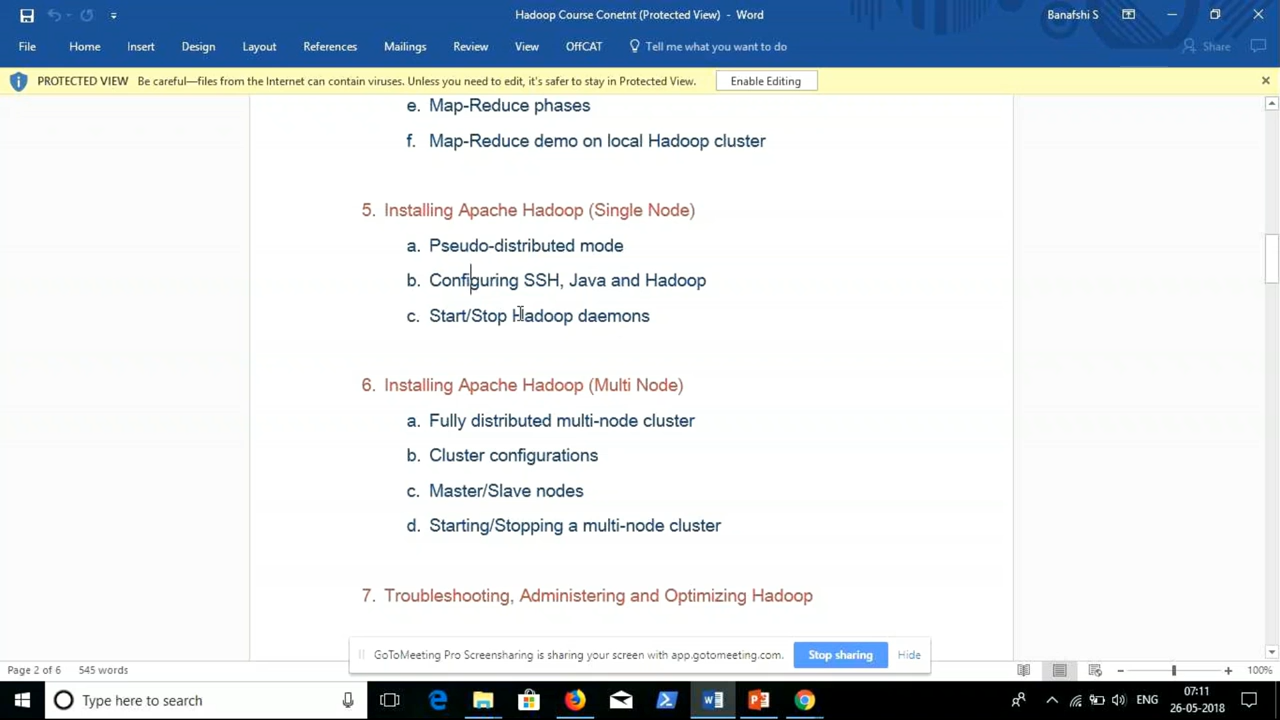 Hadoop Course Conetnt (Protected View) - Word
Banafshi S
File Home Insert Design Layout References Mailings Review View OffCAT Tell me what you want to do Share
PROTECTED VIEW Be careful—files from the Internet can contain viruses. Unless you need to edit, it's safer to stay in Protected View. Enable Editing
e. Map-Reduce phases
f. Map-Reduce demo on local Hadoop cluster
5. Installing Apache Hadoop (Single Node)
a. Pseudo-distributed mode
b. Configuring SSH, Java and Hadoop
c. Start/Stop Hadoop daemons
6. Installing Apache Hadoop (Multi Node)
a. Fully distributed multi-node cluster
b. Cluster configurations
c. Master/Slave nodes
d. Starting/Stopping a multi-node cluster
7. Troubleshooting, Administering and Optimizing Hadoop
GoToMeeting Pro Screensharing is sharing your screen with app.gotomeeting.com. Stop sharing Hide
Page 2 of 6 545 words 100%
Type here to search
ENG
07:11
26-05-2018